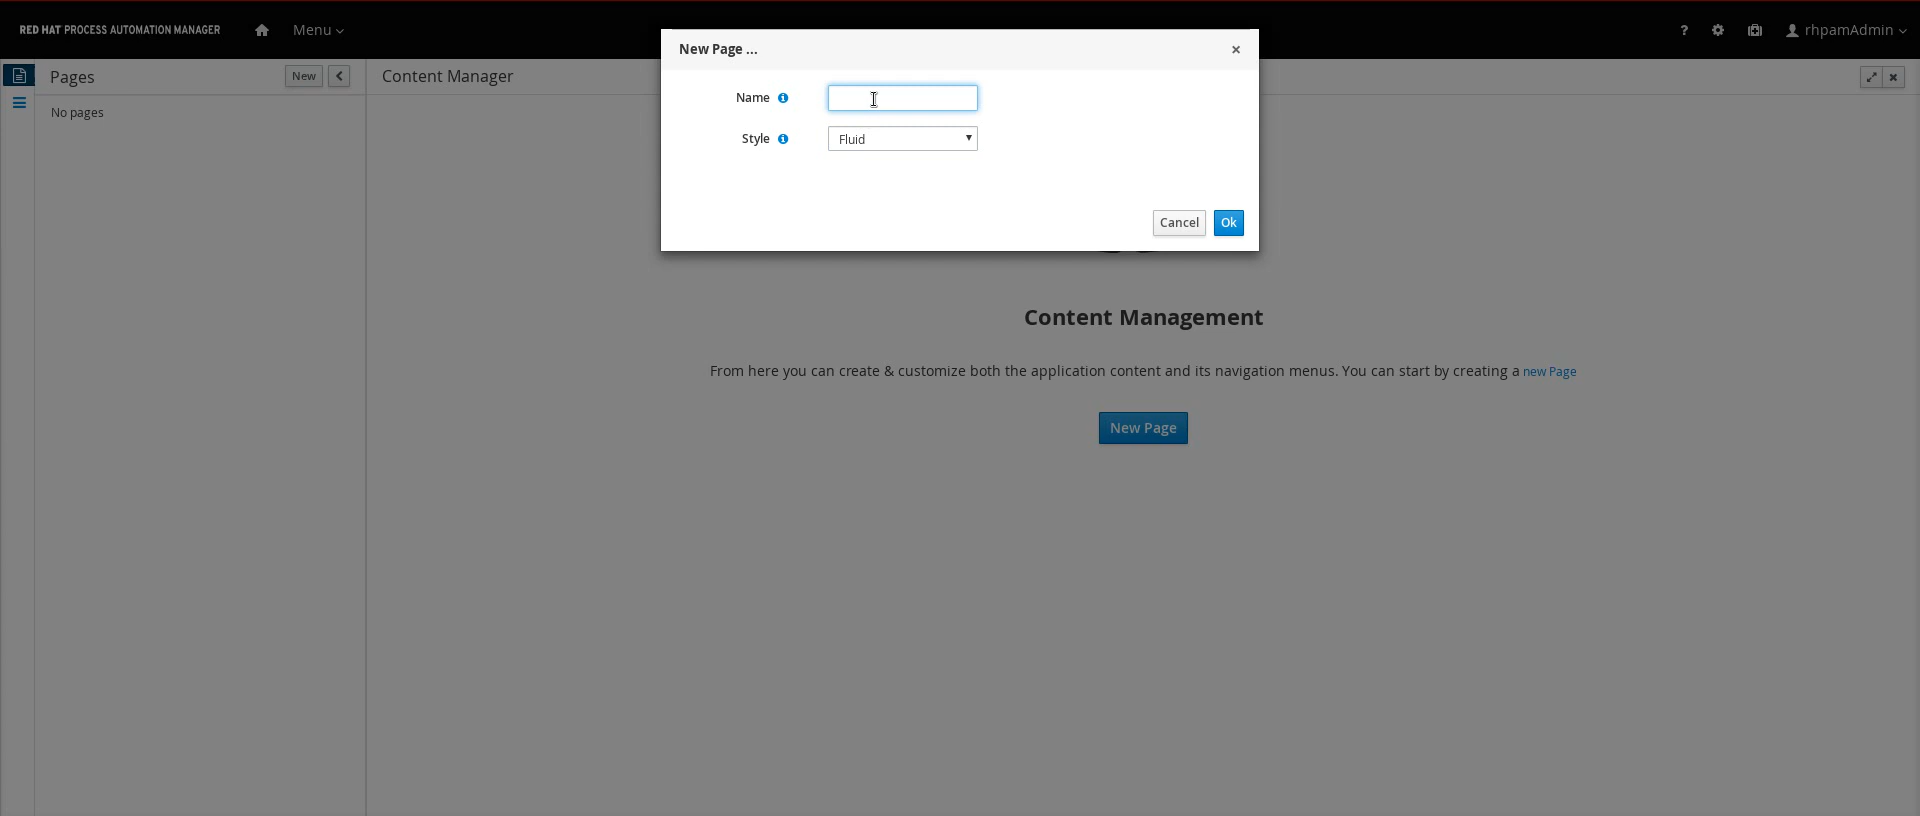 RED HAT PROCESS AUTOMATION MANAGER
Menu
? rhpamAdmin
Pages
New
No pages
Content Manager
New Page ...
×
Name
Style
Fluid
Cancel
Ok
Content Management
From here you can create & customize both the application content and its navigation menus. You can start by creating a new Page
New Page